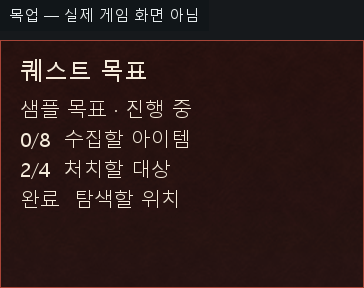 목업 — 실제 게임 화면 아님
퀘스트 목표
샘플 목표 · 진행 중
0/8 수집할 아이템
2/4 처치할 대상
완료 탐색할 위치